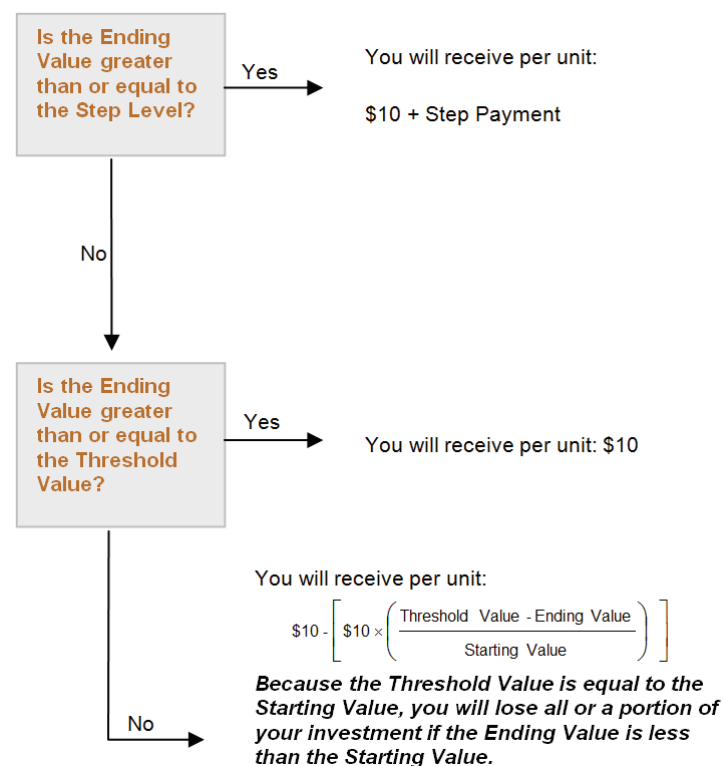 Is the Ending
Value greater
than or equal to
the Step Level?
Yes
You will receive per unit:
$10 + Step Payment
No
Is the Ending
Value greater
than or equal to
the Threshold
Value?
Yes
You will receive per unit: $10
You will receive per unit:
$10 - [ $10 × ( Threshold Value - Ending Value
Starting Value ) ]
Because the Threshold Value is equal to the
Starting Value, you will lose all or a portion of
your investment if the Ending Value is less
than the Starting Value.
No